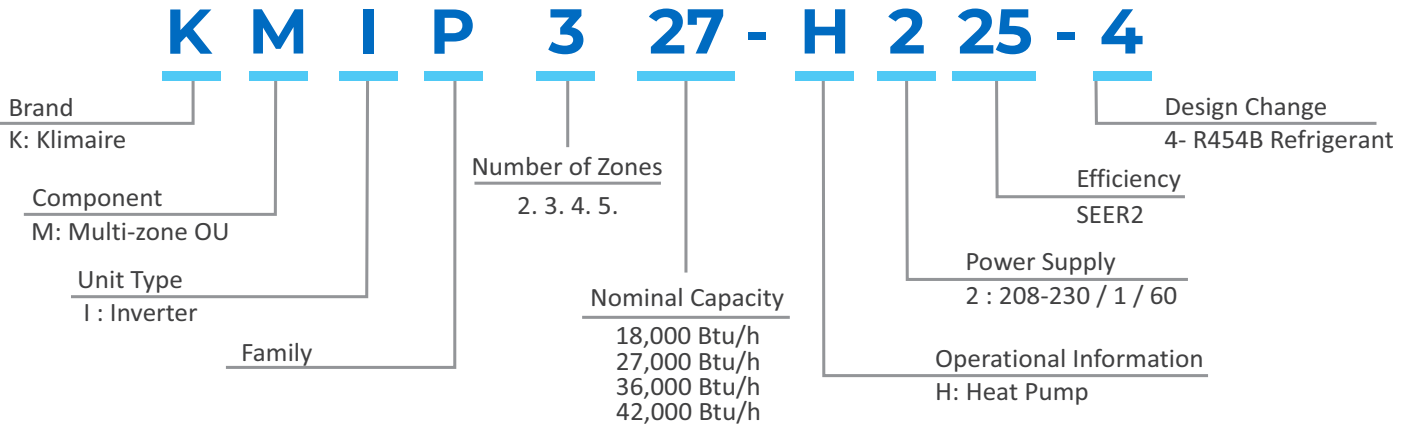 K M I P 3 27 - H 2 25 - 4
Brand
K: Klimaire
Component
M: Multi-zone OU
Unit Type
I : Inverter
Family
Number of Zones
2. 3. 4. 5.
Nominal Capacity
18,000 Btu/h
27,000 Btu/h
36,000 Btu/h
42,000 Btu/h
Design Change
4- R454B Refrigerant
Efficiency
SEER2
Power Supply
2 : 208-230 / 1 / 60
Operational Information
H: Heat Pump